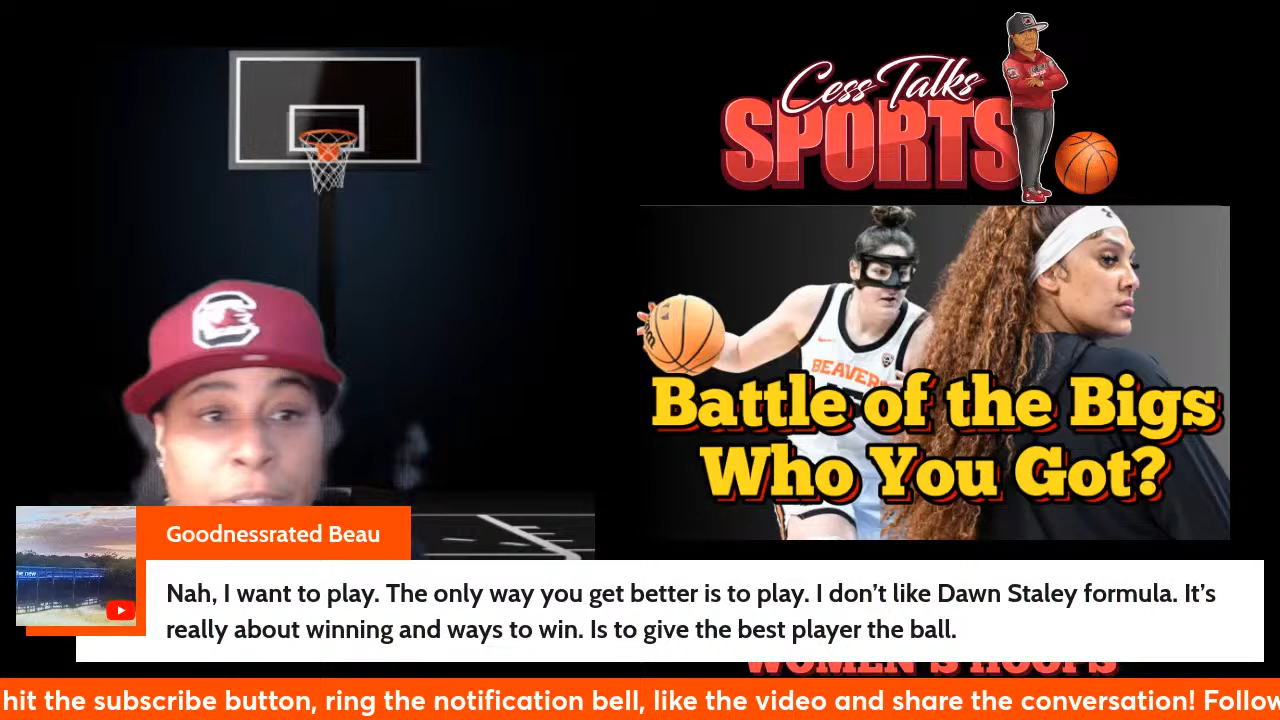 Cess Talks
SPORTS
BEAVERS
Battle of the Bigs
Who You Got?
Goodnessrated Beau
the new
Nah, I want to play. The only way you get better is to play. I don’t like Dawn Staley formula. It’s
really about winning and ways to win. Is to give the best player the ball.
WOMEN'S HOOPS
hit the subscribe button, ring the notification bell, like the video and share the conversation! Follow